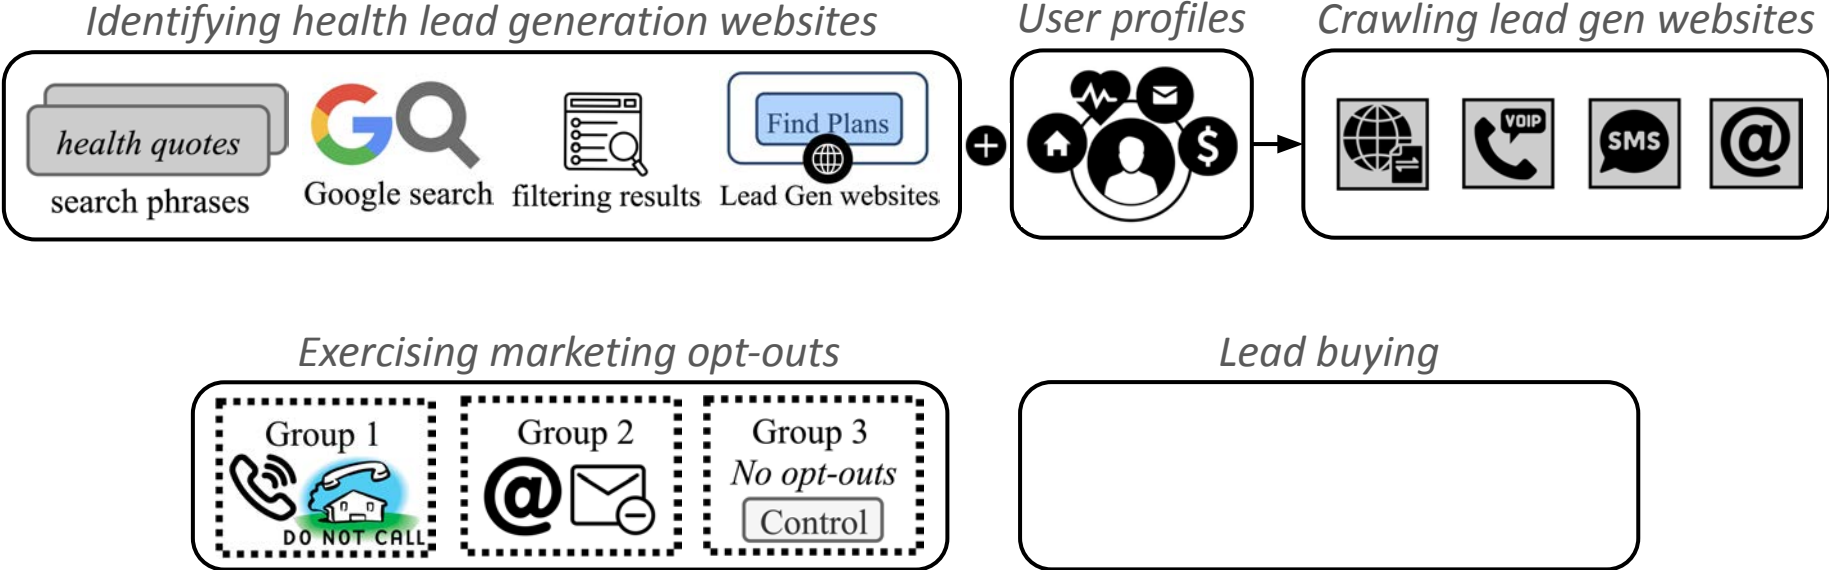 Identifying health lead generation websites
User profiles
Crawling lead gen websites
health quotes
search phrases
Google search
filtering results
Find Plans
Lead Gen websites
VOIP
SMS
@
$
Exercising marketing opt-outs
Lead buying
Group 1
DO NOT CALL
Group 2
@
Group 3
No opt-outs
Control